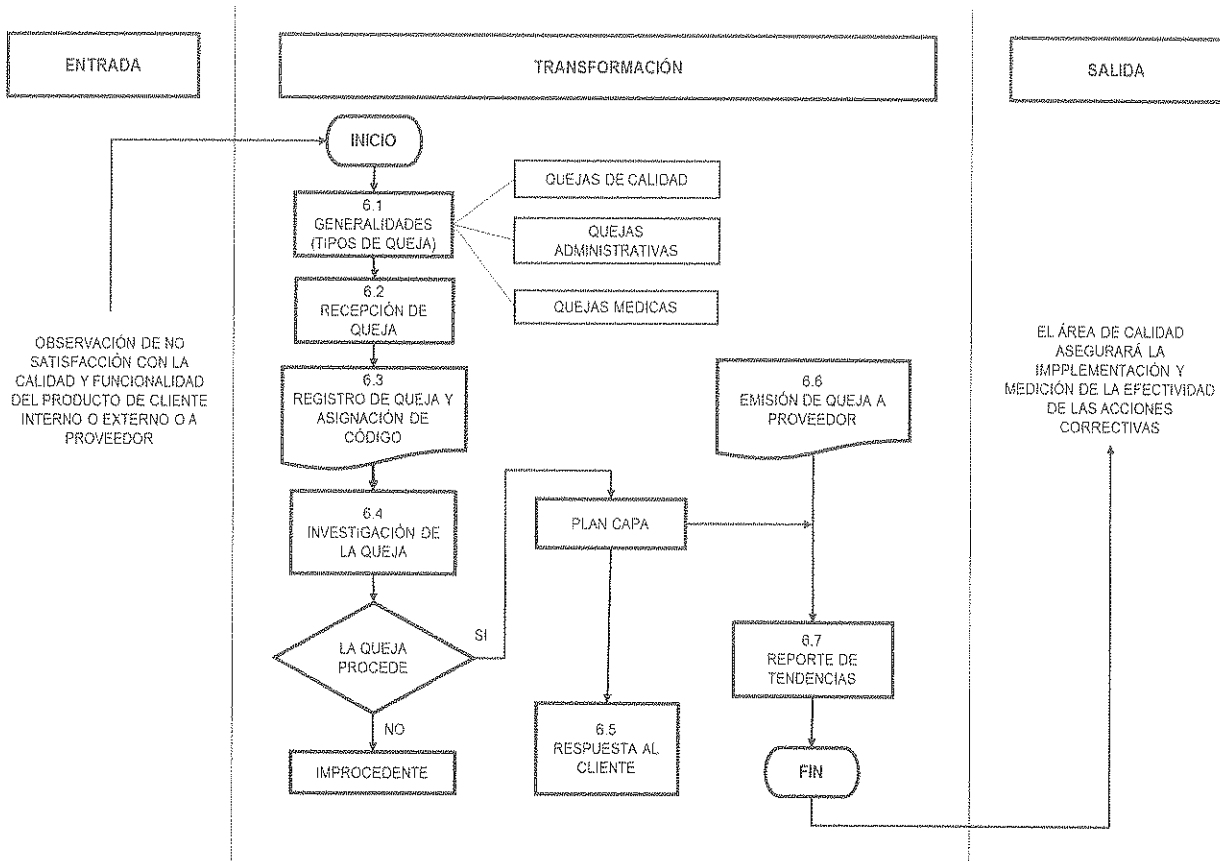 ENTRADA
TRANSFORMACIÓN
SALIDA
INICIO
6.1
GENERALIDADES
(TIPOS DE QUEJA)
QUEJAS DE CALIDAD
QUEJAS
ADMINISTRATIVAS
QUEJAS MEDICAS
6.2
RECEPCIÓN DE
QUEJA
OBSERVACIÓN DE NO
SATISFACCIÓN CON LA
CALIDAD Y FUNCIONALIDAD
DEL PRODUCTO DE CLIENTE
INTERNO O EXTERNO O A
PROVEEDOR
6.3
REGISTRO DE QUEJA Y
ASIGNACIÓN DE
CÓDIGO
6.6
EMISIÓN DE QUEJA A
PROVEEDOR
EL ÁREA DE CALIDAD
ASEGURARÁ LA
IMPPLEMENTACIÓN Y
MEDICIÓN DE LA EFECTIVIDAD
DE LAS ACCIONES
CORRECTIVAS
6.4
INVESTIGACIÓN DE
LA QUEJA
PLAN CAPA
LA QUEJA
PROCEDE
SI
NO
IMPROCEDENTE
6.5
RESPUESTA AL
CLIENTE
6.7
REPORTE DE
TENDENCIAS
FIN